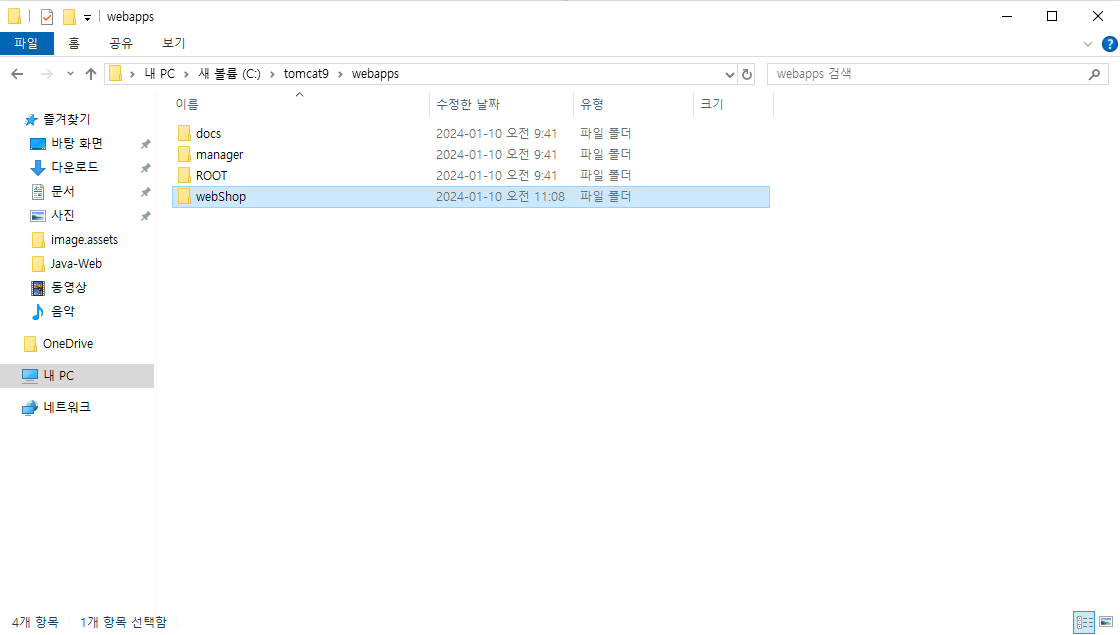 webapps
파일 홈 공유 보기
내 PC 새 볼륨 (C:) tomcat9 webapps
webapps 검색
이름 수정한 날짜 유형 크기
docs 2024-01-10 오전 9:41 파일 폴더
manager 2024-01-10 오전 9:41 파일 폴더
ROOT 2024-01-10 오전 9:41 파일 폴더
webShop 2024-01-10 오전 11:08 파일 폴더
즐겨찾기
바탕 화면
다운로드
문서
사진
image.assets
Java-Web
동영상
음악
OneDrive
내 PC
네트워크
4개 항목 1개 항목 선택함